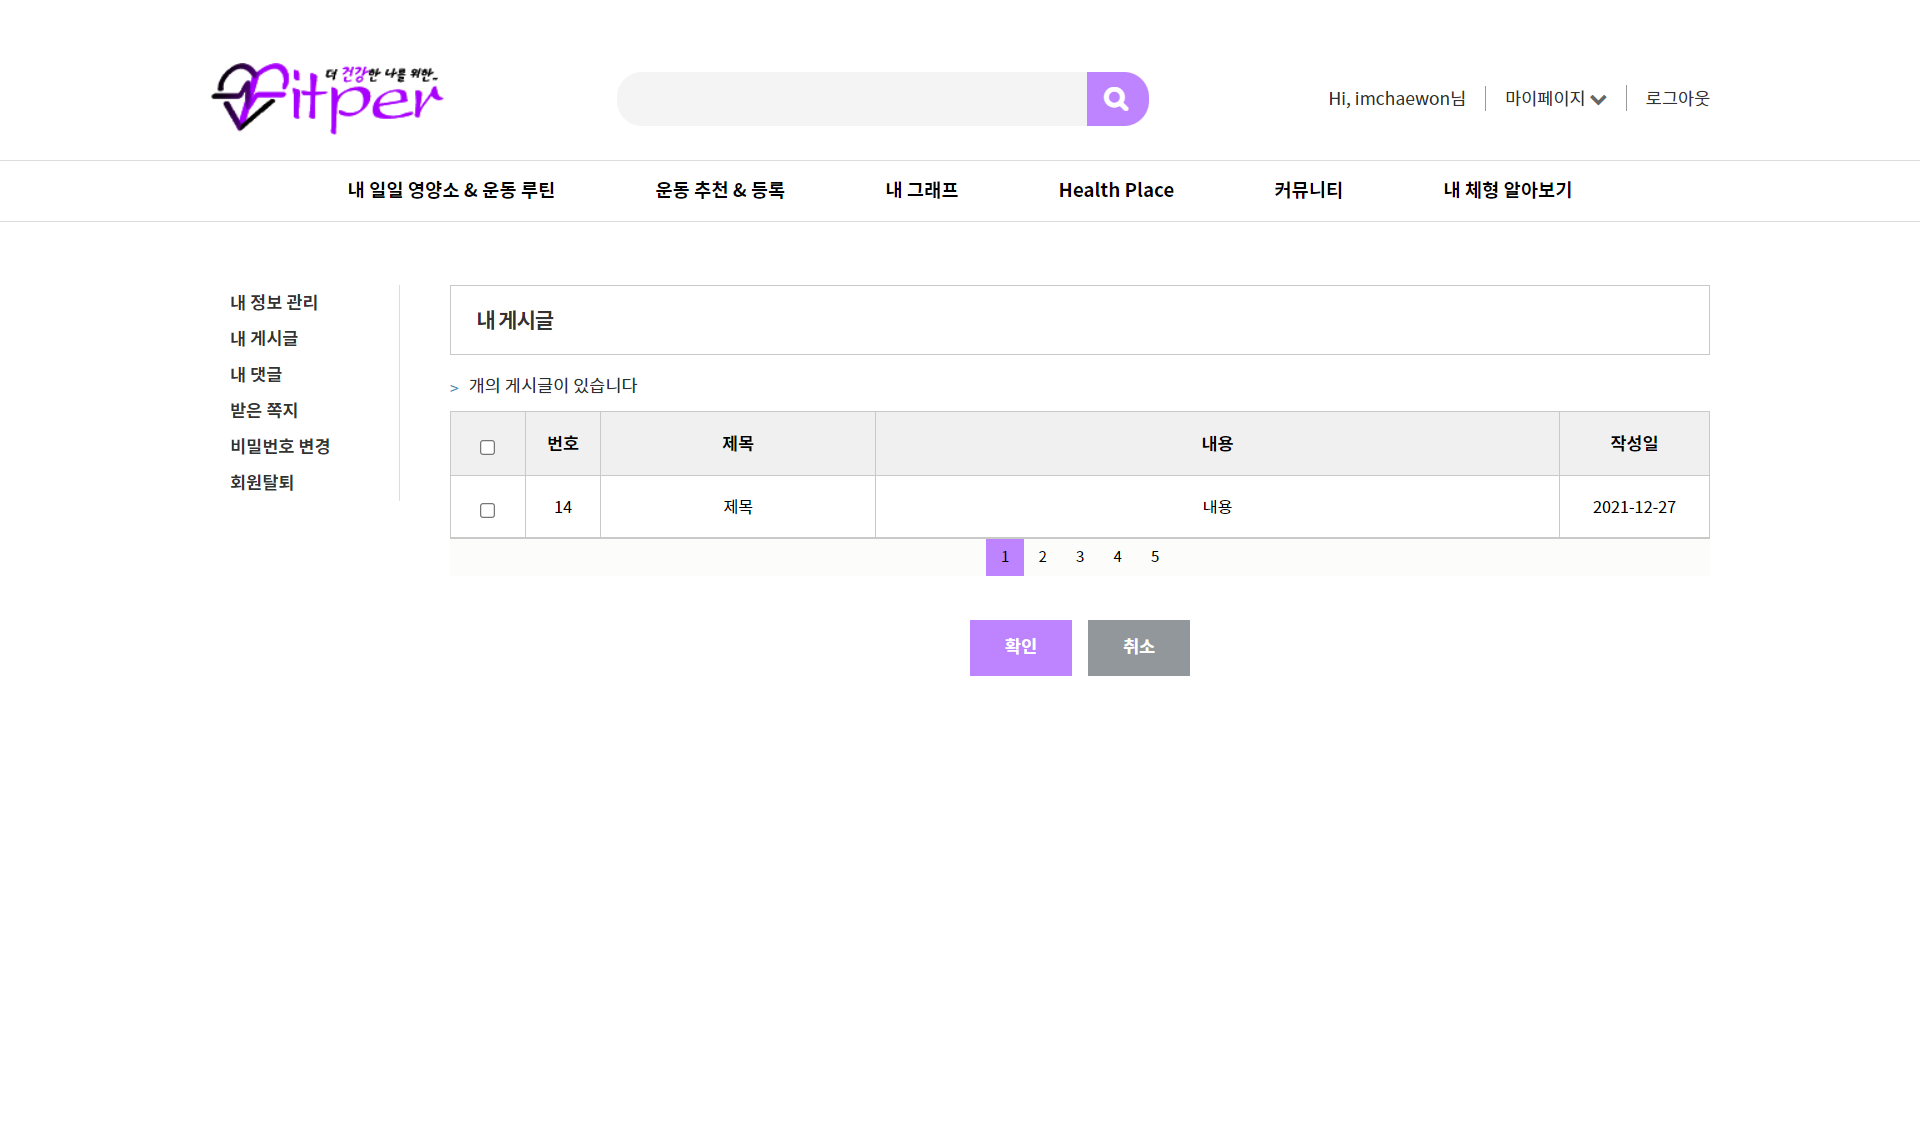 더 건강한 나를 위한..
Fitper
Hi, imchaewon님
마이페이지
로그아웃
내 일일 영양소 & 운동 루틴
운동 추천 & 등록
내 그래프
Health Place
커뮤니티
내 체형 알아보기
내 정보 관리
내 게시글
내 댓글
받은 쪽지
비밀번호 변경
회원탈퇴
내 게시글
> 개의 게시글이 있습니다
번호 제목 내용 작성일
14 제목 내용 2021-12-27
1 2 3 4 5
확인 취소